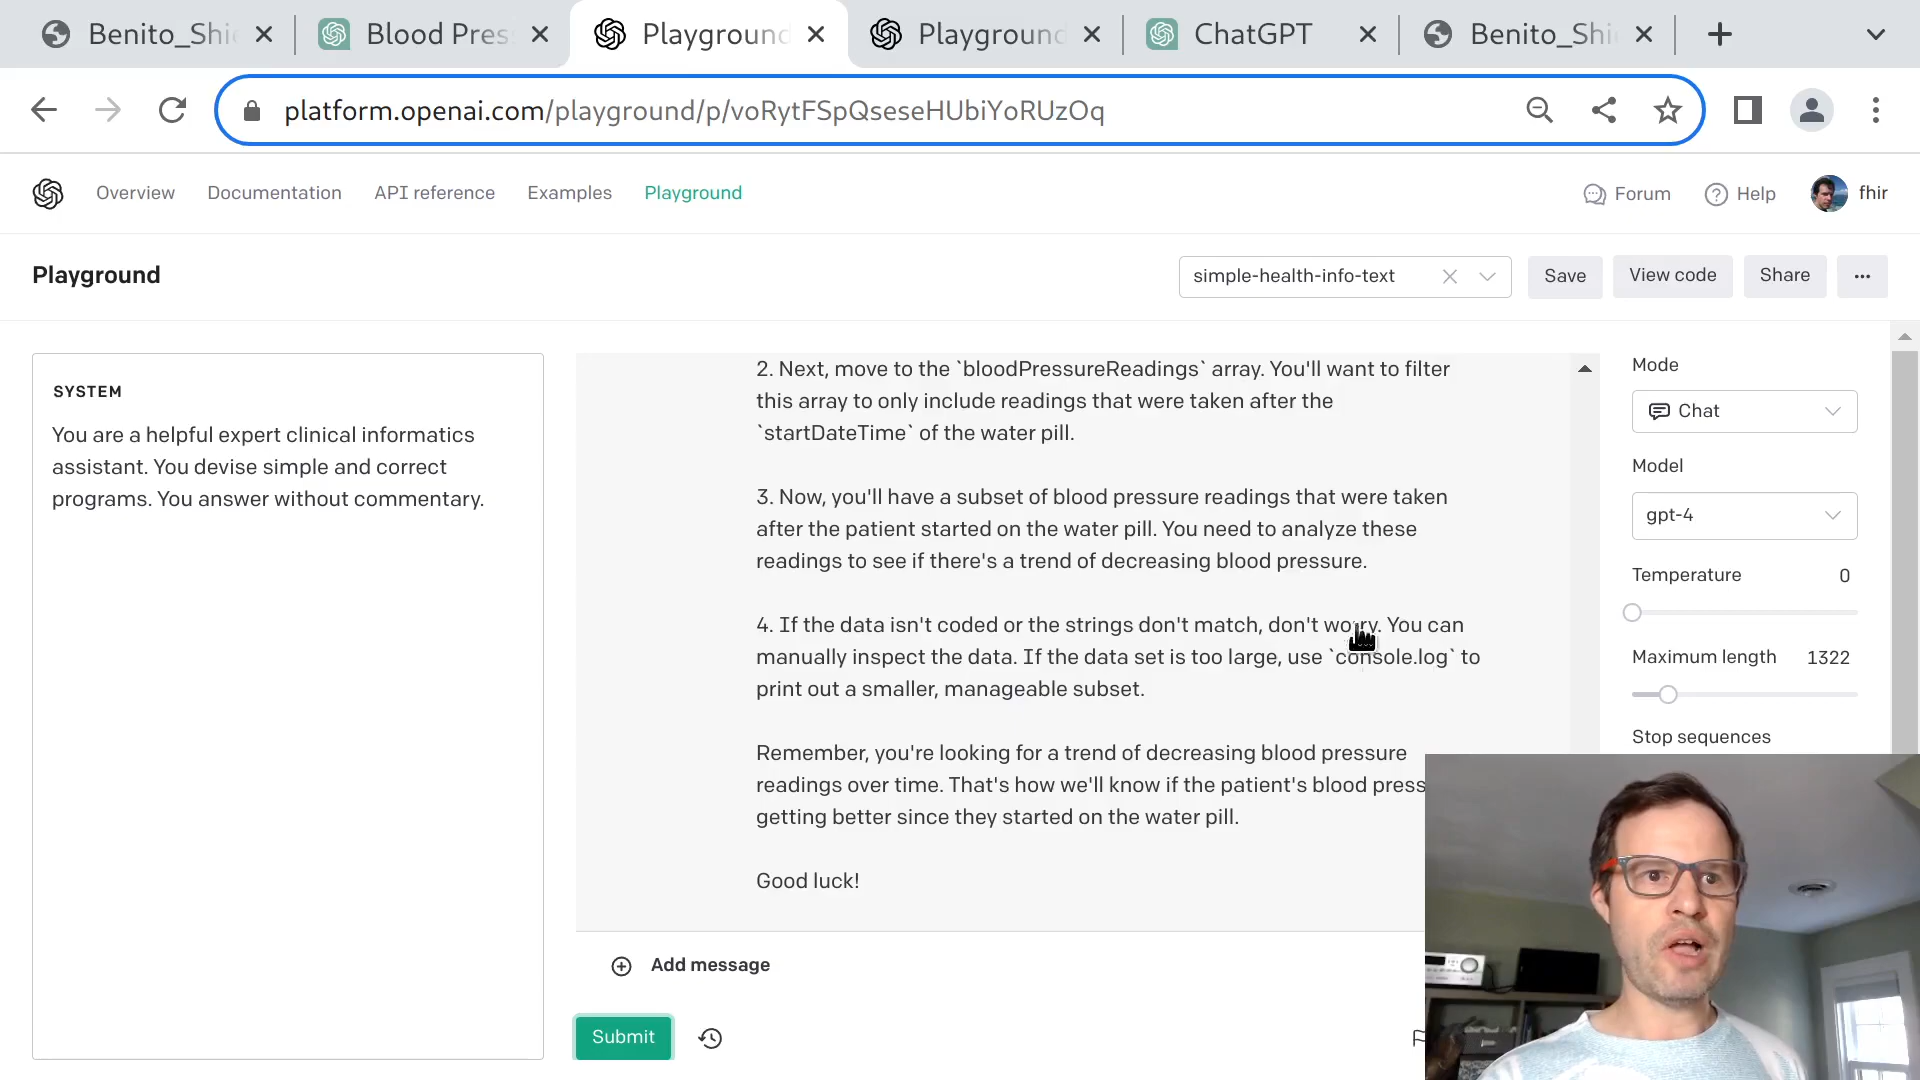 Benito_Shi
Blood Pres
Playground
Playground
ChatGPT
Benito_Shi
platform.openai.com/playground/p/voRytFSpQseseHUbiYoRUzOq
Overview
Documentation
API reference
Examples
Playground
Forum
Help
fhir
Playground
simple-health-info-text
Save
View code
Share
...
SYSTEM
You are a helpful expert clinical informatics
assistant. You devise simple and correct
programs. You answer without commentary.
2. Next, move to the `bloodPressureReadings` array. You'll want to filter
this array to only include readings that were taken after the
`startDateTime` of the water pill.
3. Now, you'll have a subset of blood pressure readings that were taken
after the patient started on the water pill. You need to analyze these
readings to see if there's a trend of decreasing blood pressure.
4. If the data isn't coded or the strings don't match, don't worry. You can
manually inspect the data. If the data set is too large, use `console.log` to
print out a smaller, manageable subset.
Remember, you're looking for a trend of decreasing blood pressure
readings over time. That's how we'll know if the patient's blood press
getting better since they started on the water pill.
Good luck!
Add message
Submit
Mode
Chat
Model
gpt-4
Temperature 0
Maximum length 1322
Stop sequences